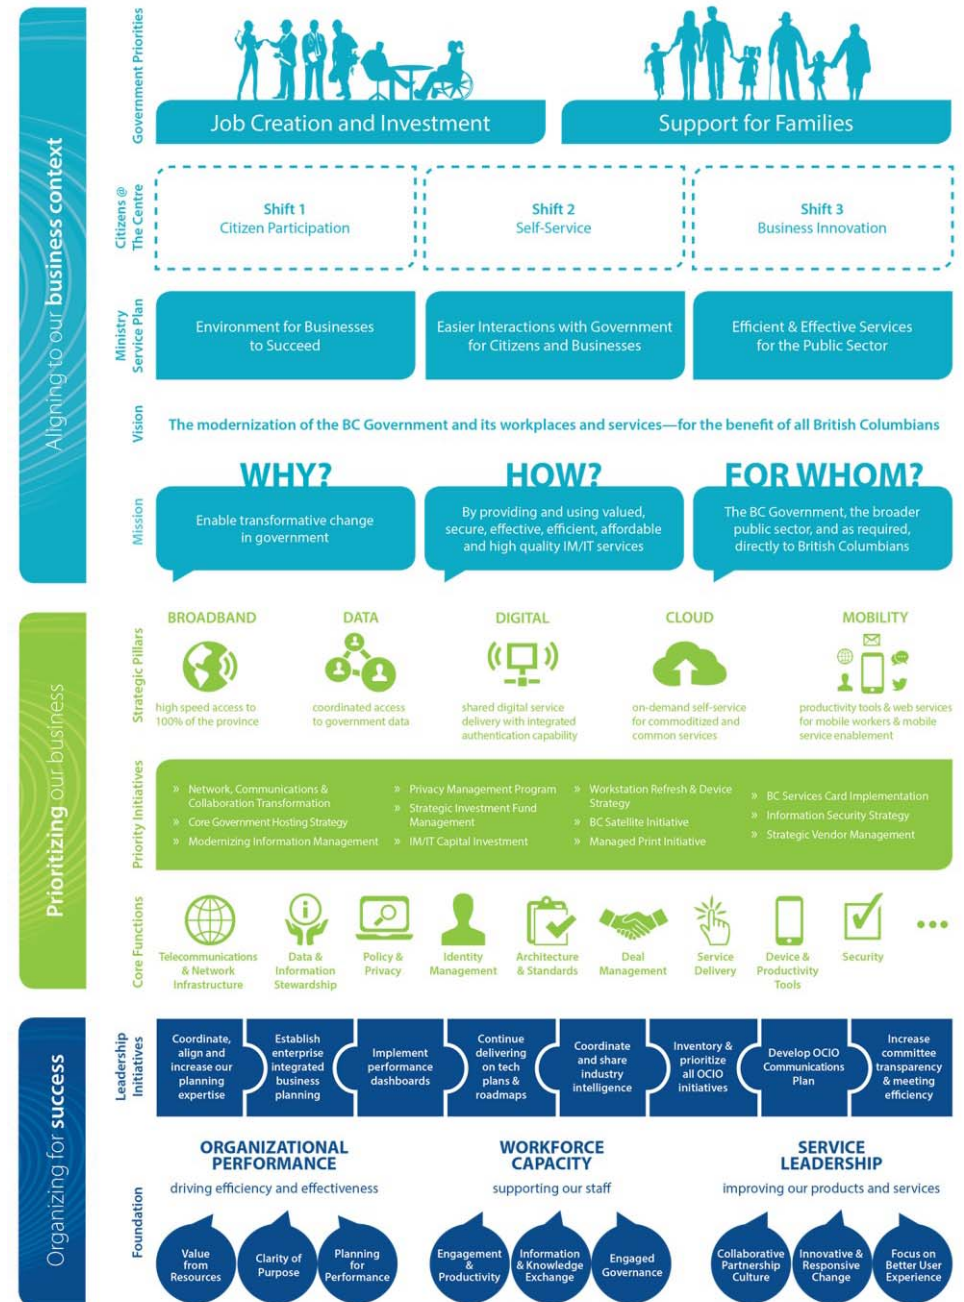 Aligning to our business context
Government Priorities
Job Creation and Investment
Support for Families
Citizens @
The Centre
Shift 1
Citizen Participation
Shift 2
Self-Service
Shift 3
Business Innovation
Ministry
Service Plan
Environment for Businesses
to Succeed
Easier Interactions with Government
for Citizens and Businesses
Efficient & Effective Services
for the Public Sector
Vision
The modernization of the BC Government and its workplaces and services—for the benefit of all British Columbians
Mission
WHY?
Enable transformative change
in government
HOW?
By providing and using valued,
secure, effective, efficient, affordable
and high quality IM/IT services
FOR WHOM?
The BC Government, the broader
public sector, and as required,
directly to British Columbians
Prioritizing our business
Strategic Pillars
BROADBAND
high speed access to
100% of the province
DATA
coordinated access
to government data
DIGITAL
shared digital service
delivery with integrated
authentication capability
CLOUD
on-demand self-service
for commoditized and
common services
MOBILITY
productivity tools & web services
for mobile workers & mobile
service enablement
Priority Initiatives
» Network, Communications &
Collaboration Transformation
» Core Government Hosting Strategy
» Modernizing Information Management
» Privacy Management Program
» Strategic Investment Fund
Management
» IM/IT Capital Investment
» Workstation Refresh & Device
Strategy
» BC Satellite Initiative
» Managed Print Initiative
» BC Services Card Implementation
» Information Security Strategy
» Strategic Vendor Management
Core Functions
Telecommunications
& Network
Infrastructure
Data &
Information
Stewardship
Policy &
Privacy
Identity
Management
Architecture
& Standards
Deal
Management
Service
Delivery
Device &
Productivity
Tools
Security
Organizing for success
Leadership
Initiatives
Coordinate,
align and
increase our
planning
expertise
Establish
enterprise
integrated
business
planning
Implement
performance
dashboards
Continue
delivering
on tech
plans &
roadmaps
Coordinate
and share
industry
intelligence
Inventory &
prioritize
all OCIO
initiatives
Develop OCIO
Communications
Plan
Increase
committee
transparency
& meeting
efficiency
Foundation
ORGANIZATIONAL
PERFORMANCE
driving efficiency and effectiveness
Value
from
Resources
Clarity of
Purpose
Planning
for
Performance
WORKFORCE
CAPACITY
supporting our staff
Engagement
&
Productivity
Information
& Knowledge
Exchange
Engaged
Governance
SERVICE
LEADERSHIP
improving our products and services
Collaborative
Partnership
Culture
Innovative &
Responsive
Change
Focus on
Better User
Experience